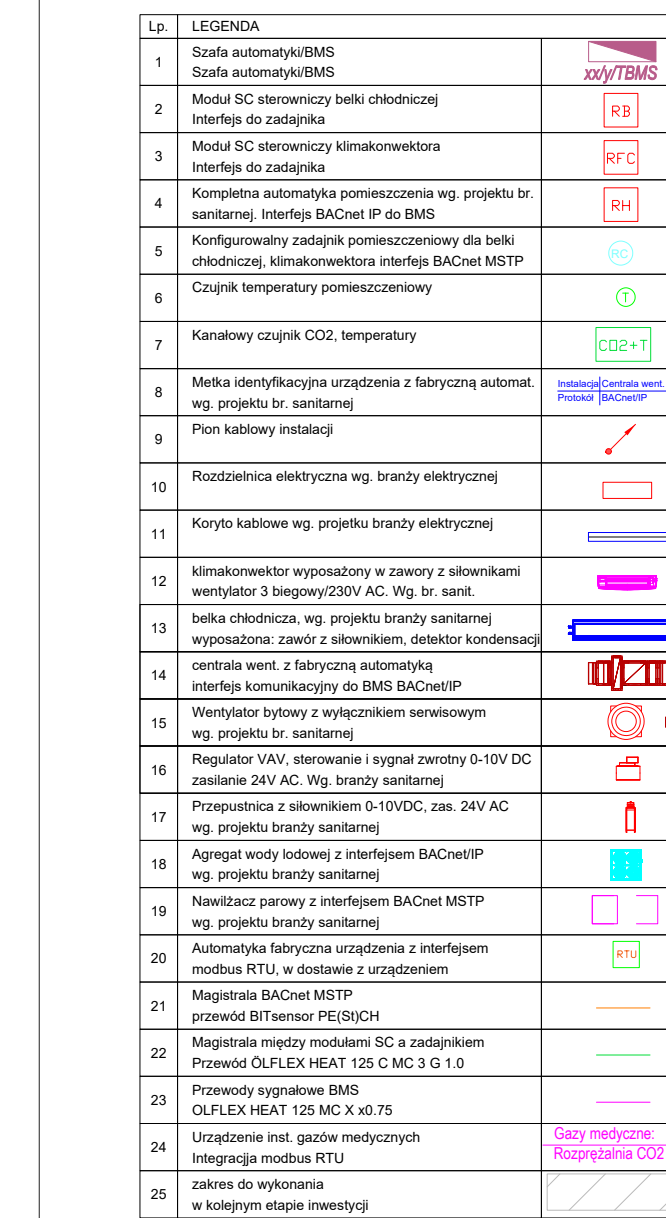 Lp. LEGENDA
1 Szafa automatyki/BMS
Szafa automatyki/BMS
xx/y/TBMS
2 Moduł SC sterowniczy belki chłodniczej
Interfejs do zadajnika
RB
3 Moduł SC sterowniczy klimakonwektora
Interfejs do zadajnika
RFC
4 Kompletna automatyka pomieszczenia wg. projektu br.
sanitarnej. Interfejs BACnet IP do BMS
RH
5 Konfigurowalny zadajnik pomieszczeniowy dla belki
chłodniczej, klimakonwektora interfejs BACnet MSTP
RC
6 Czujnik temperatury pomieszczeniowy
T
7 Kanałowy czujnik CO2, temperatury
CO2+T
8 Metka identyfikacyjna urządzenia z fabryczną automat.
wg. projektu br. sanitarnej
Instalacja Centrala went.
Protokół BACnet/IP
9 Pion kablowy instalacji
10 Rozdzielnica elektryczna wg. branży elektrycznej
11 Koryto kablowe wg. projetku branży elektrycznej
12 klimakonwektor wyposażony w zawory z siłownikami
wentylator 3 biegowy/230V AC. Wg. br. sanit.
13 belka chłodnicza, wg. projektu branży sanitarnej
wyposażona: zawór z siłownikiem, detektor kondensacji
14 centrala went. z fabryczną automatyką
interfejs komunikacyjny do BMS BACnet/IP
15 Wentylator bytowy z wyłącznikiem serwisowym
wg. projektu br. sanitarnej
16 Regulator VAV, sterowanie i sygnał zwrotny 0-10V DC
zasilanie 24V AC. Wg. branży sanitarnej
17 Przepustnica z siłownikiem 0-10VDC, zas. 24V AC
wg. projektu branży sanitarnej
18 Agregat wody lodowej z interfejsem BACnet/IP
wg. projektu branży sanitarnej
19 Nawilżacz parowy z interfejsem BACnet MSTP
wg. projektu branży sanitarnej
20 Automatyka fabryczna urządzenia z interfejsem
modbus RTU, w dostawie z urządzeniem
RTU
21 Magistrala BACnet MSTP
przewód BITsensor PE(St)CH
22 Magistrala między modułami SC a zadajnikiem
Przewód ÖLFLEX HEAT 125 C MC 3 G 1.0
23 Przewody sygnałowe BMS
OLFLEX HEAT 125 MC X x0.75
24 Urządzenie inst. gazów medycznych
Integracjja modbus RTU
Gazy medyczne:
Rozprężalnia CO2
25 zakres do wykonania
w kolejnym etapie inwestycji